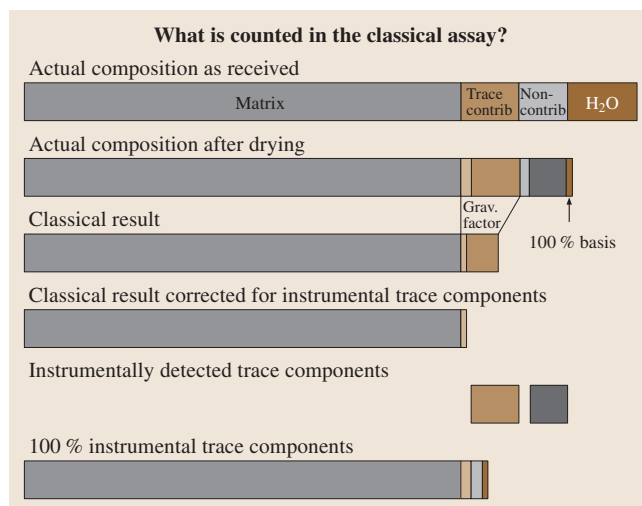 What is counted in the classical assay?
Actual composition as received
Matrix
Trace
contrib
Non-
contrib
H₂O
Actual composition after drying
Grav.
factor
Classical result
100 % basis
Classical result corrected for instrumental trace components
Instrumentally detected trace components
100 % instrumental trace components